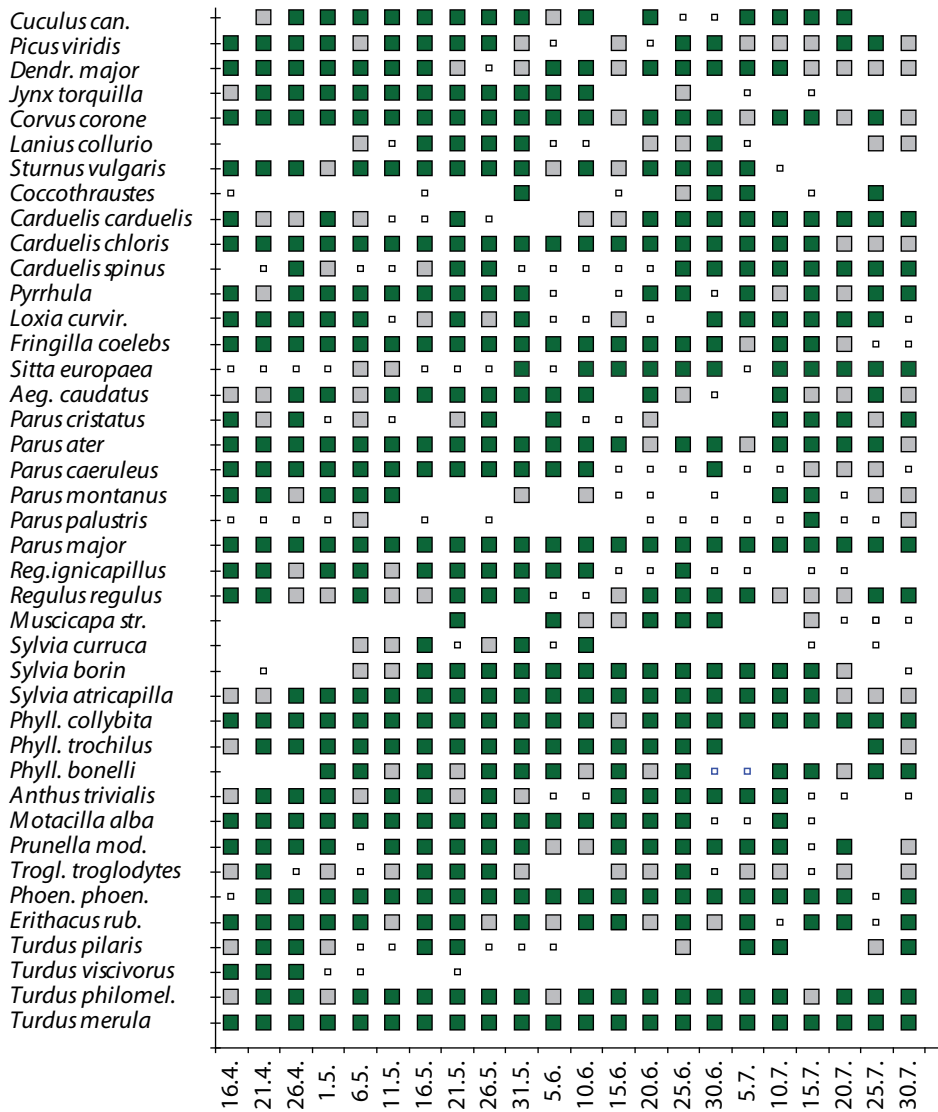 Cuculus can.
Picus viridis
Dendr. major
Jynx torquilla
Corvus corone
Lanius collurio
Sturnus vulgaris
Coccothraustes
Carduelis carduelis
Carduelis chloris
Carduelis spinus
Pyrrhula
Loxia curvir.
Fringilla coelebs
Sitta europaea
Aeg. caudatus
Parus cristatus
Parus ater
Parus caeruleus
Parus montanus
Parus palustris
Parus major
Reg.ignicapillus
Regulus regulus
Muscicapa str.
Sylvia curruca
Sylvia borin
Sylvia atricapilla
Phyll. collybita
Phyll. trochilus
Phyll. bonelli
Anthus trivialis
Motacilla alba
Prunella mod.
Trogl. troglodytes
Phoen. phoen.
Erithacus rub.
Turdus pilaris
Turdus viscivorus
Turdus philomel.
Turdus merula
16.4. 21.4. 26.4. 1.5. 6.5. 11.5. 16.5. 21.5. 26.5. 31.5. 5.6. 10.6. 15.6. 20.6. 25.6. 30.6. 5.7. 10.7. 15.7. 20.7. 25.7. 30.7.